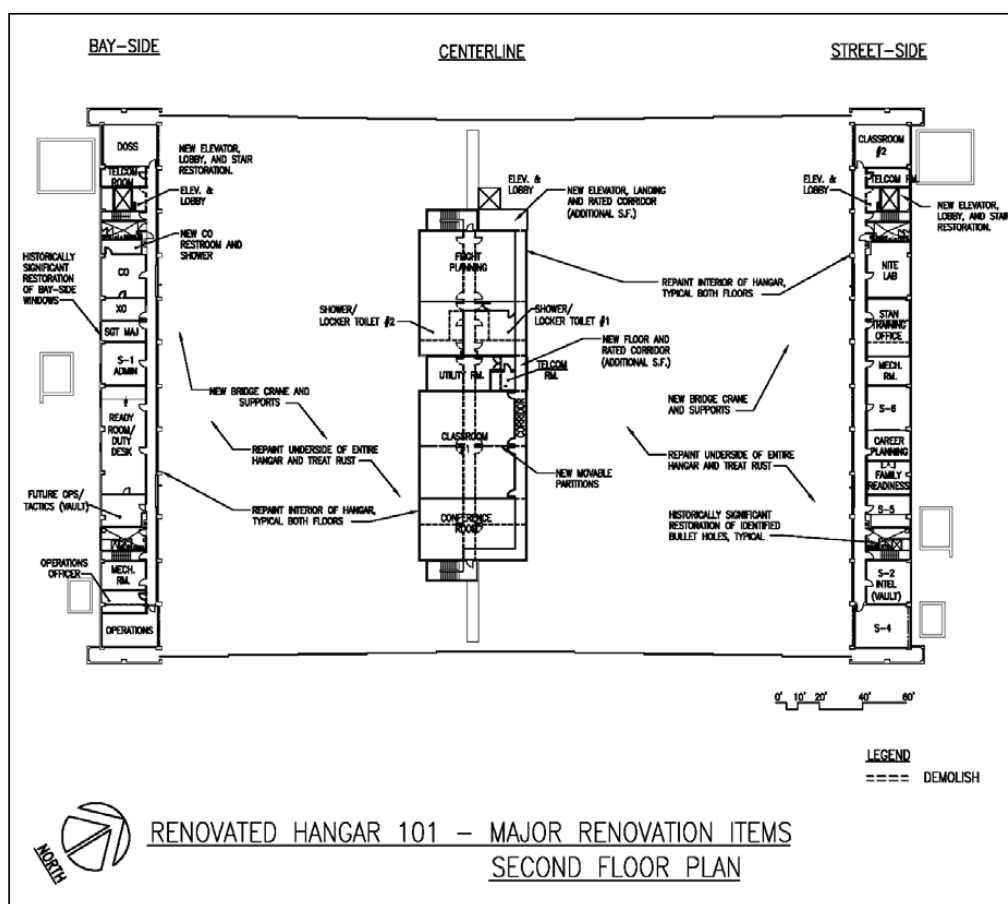 BAY-SIDE
CENTERLINE
STREET-SIDE
DOSS
TELCOM
ROOM
NEW ELEVATOR,
LOBBY, AND STAIR
RESTORATION.
ELEV. &
LOBBY
NEW CO
RESTROOM AND
SHOWER
HISTORICALLY
SIGNIFICANT
RESTORATION
OF BAY-SIDE
WINDOWS
CO
XO
SGT MAJ
S-1
ADMIN
READY
ROOM/
DUTY
DESK
FUTURE OPS/
TACTICS (VAULT)
OPERATIONS
OFFICER
MECH.
RM.
OPERATIONS
NEW BRIDGE CRANE AND
SUPPORTS
REPAINT UNDERSIDE OF ENTIRE
HANGAR AND TREAT RUST
REPAINT INTERIOR OF HANGAR,
TYPICAL BOTH FLOORS
ELEV. &
LOBBY
NEW ELEVATOR, LANDING
AND RATED CORRIDOR
(ADDITIONAL S.F.)
FLIGHT
PLANNING
SHOWER/
LOCKER TOILET #2
SHOWER/
LOCKER TOILET #1
NEW FLOOR AND
RATED CORRIDOR
(ADDITIONAL S.F.)
UTILITY RM.
TELCOM
RM.
CORRIDOR
CLASSROOM
NEW MOVABLE
PARTITIONS
CONFERENCE
ROOM
REPAINT INTERIOR OF HANGAR,
TYPICAL BOTH FLOORS
NEW BRIDGE CRANE
AND SUPPORTS
REPAINT UNDERSIDE OF ENTIRE
HANGAR AND TREAT RUST
HISTORICALLY SIGNIFICANT
RESTORATION OF IDENTIFIED
BULLET HOLES, TYPICAL
CLASSROOM
#2
TELCOM RM.
ELEV. &
LOBBY
NEW ELEVATOR,
LOBBY, AND STAIR
RESTORATION.
NITE
LAB
STAN
TRAINING
OFFICE
MECH.
RM.
S-6
CAREER
PLANNING
FAMILY
READINESS
S-5
S-2
INTEL
(VAULT)
S-4
0' 10' 20' 40' 60'
LEGEND
DEMOLISH
NORTH
RENOVATED HANGAR 101 - MAJOR RENOVATION ITEMS
SECOND FLOOR PLAN